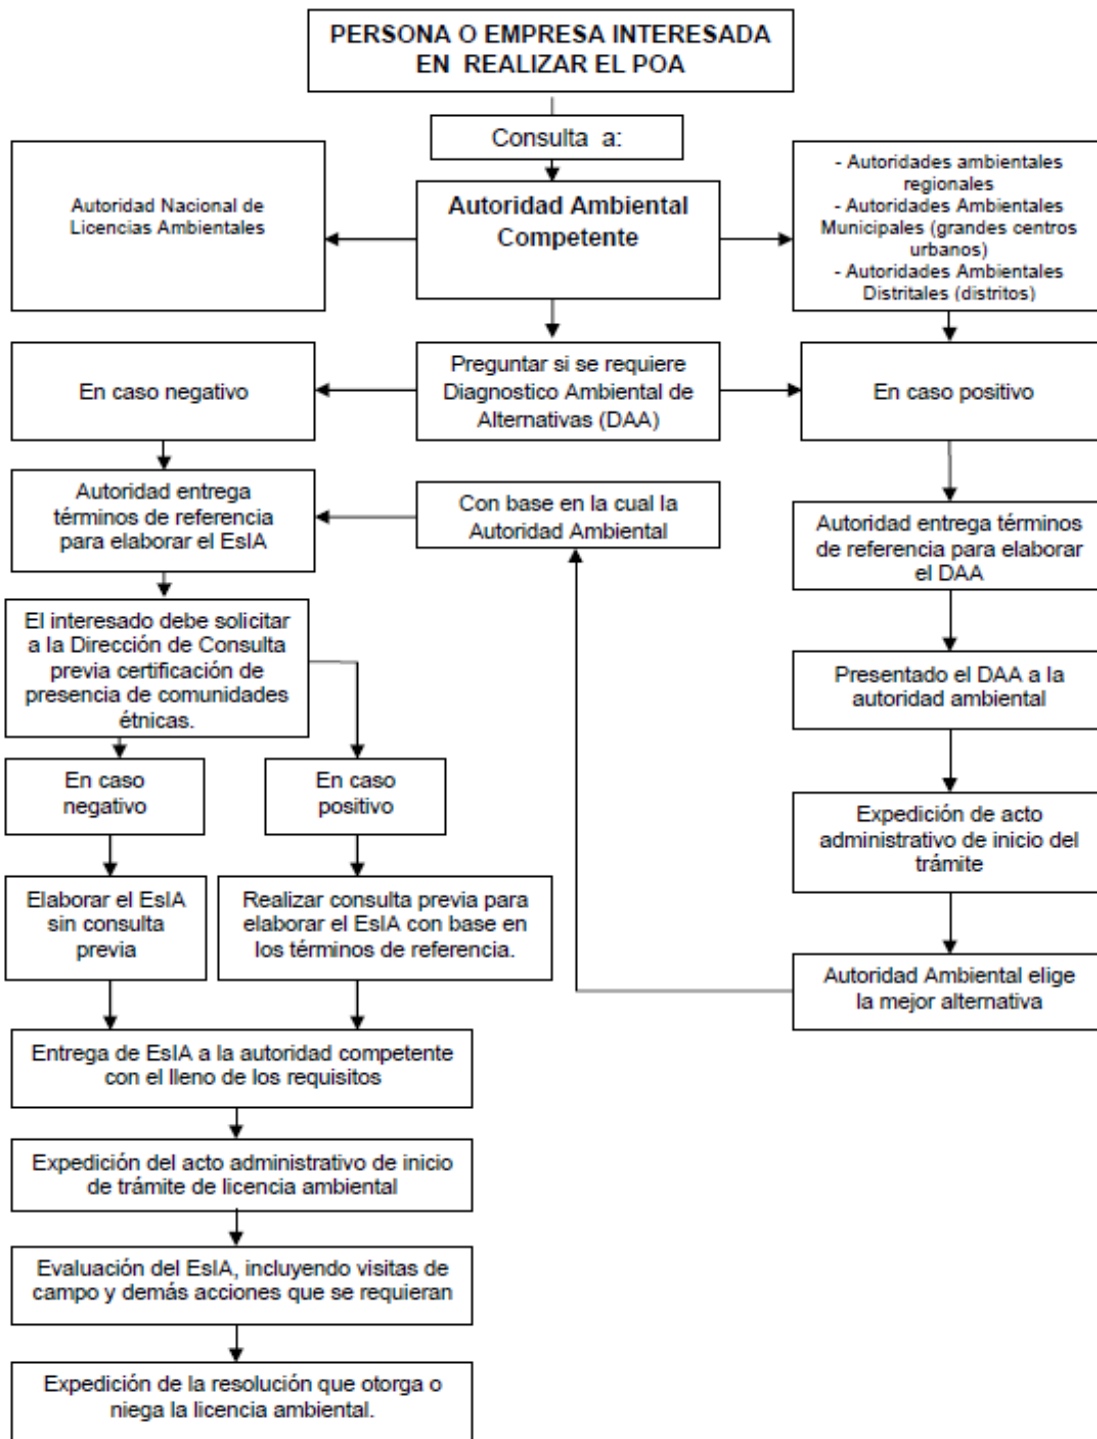 PERSONA O EMPRESA INTERESADA
EN REALIZAR EL POA
Consulta a:
Autoridad Nacional de
Licencias Ambientales
Autoridad Ambiental
Competente
- Autoridades ambientales
regionales
- Autoridades Ambientales
Municipales (grandes centros
urbanos)
- Autoridades Ambientales
Distritales (distritos)
En caso negativo
Preguntar si se requiere
Diagnostico Ambiental de
Alternativas (DAA)
En caso positivo
Autoridad entrega
términos de referencia
para elaborar el EsIA
Con base en la cual la
Autoridad Ambiental
Autoridad entrega términos
de referencia para elaborar
el DAA
El interesado debe solicitar
a la Dirección de Consulta
previa certificación de
presencia de comunidades
étnicas.
Presentado el DAA a la
autoridad ambiental
En caso
negativo
En caso
positivo
Expedición de acto
administrativo de inicio del
trámite
Elaborar el EsIA
sin consulta
previa
Realizar consulta previa para
elaborar el EsIA con base en
los términos de referencia.
Autoridad Ambiental elige
la mejor alternativa
Entrega de EsIA a la autoridad competente
con el lleno de los requisitos
Expedición del acto administrativo de inicio
de trámite de licencia ambiental
Evaluación del EsIA, incluyendo visitas de
campo y demás acciones que se requieran
Expedición de la resolución que otorga o
niega la licencia ambiental.